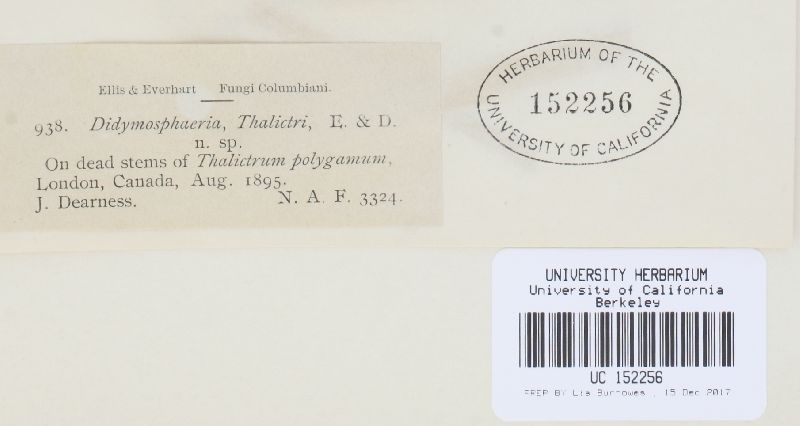 Ellis & Everhart Fungi Columbiani.
938. Didymosphaeria, Thalictri, E. & D.
n. sp.
On dead stems of Thalictrum polygamum,
London, Canada, Aug. 1895.
J. Dearness. N. A. F. 3324.
HERBARIUM OF THE
152256
UNIVERSITY OF CALIFORNIA
UNIVERSITY HERBARIUM
University of California
Berkeley
UC 152256
PREP BY Lia Burrowes , 15 Dec 2017